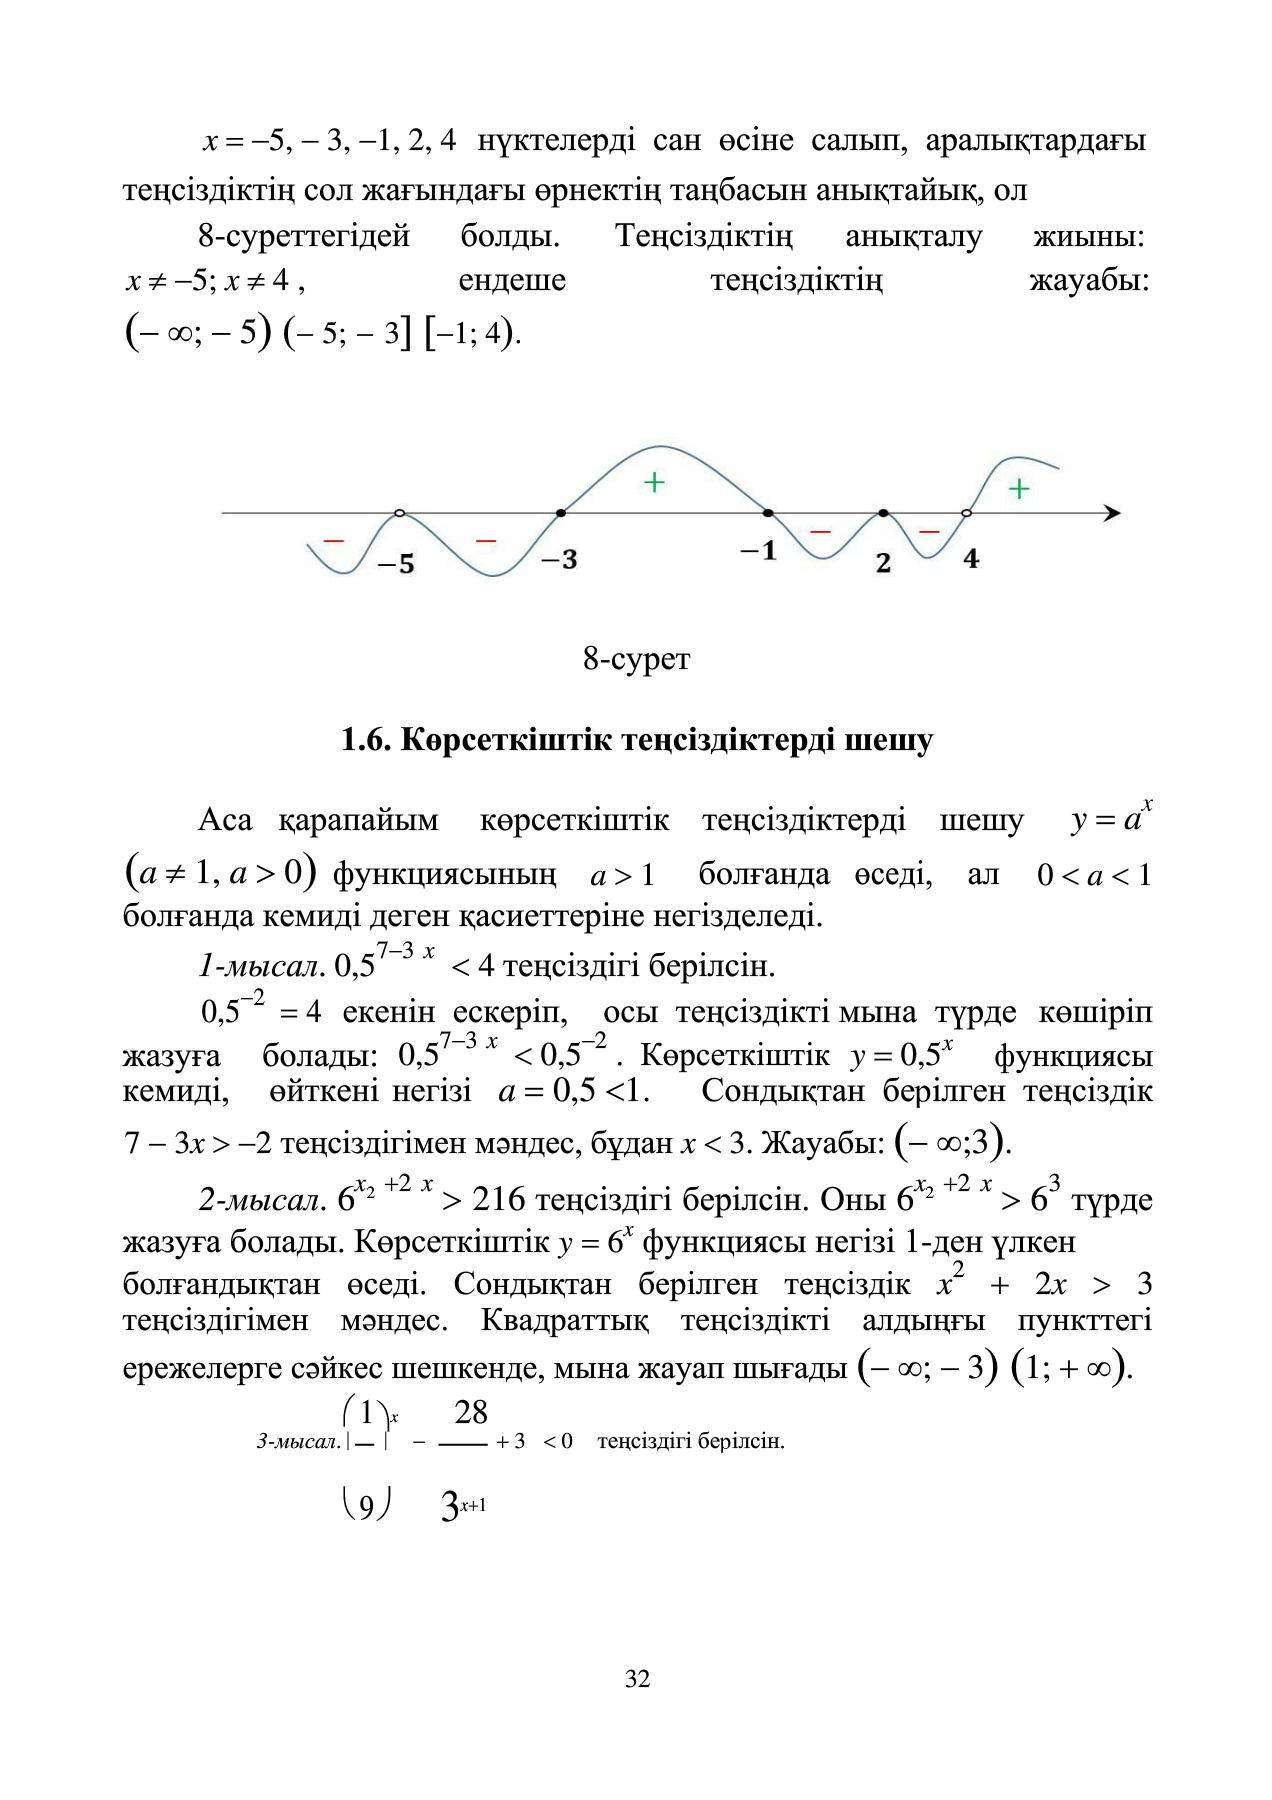 x = −5, − 3, −1, 2, 4 нүктелерді сан өсіне салып, аралықтардағы
теңсіздіктің сол жағындағы өрнектің таңбасын анықтайық, ол
8-суреттегідей болды. Теңсіздіктің анықталу жиыны:
x ≠ −5; x ≠ 4 , ендеше теңсіздіктің жауабы:
(− ∞; − 5) (− 5; − 3] [−1; 4).
+ +
− − − −
−5 −3 −1 2 4
8-сурет
1.6. Көрсеткіштік теңсіздіктерді шешу
Аса қарапайым көрсеткіштік теңсіздіктерді шешу y = a^x
(a ≠ 1, a > 0) функциясының a > 1 болғанда өседі, ал 0 < a < 1
болғанда кемиді деген қасиеттеріне негізделеді.
1-мысал. 0,5^{7−3 x} < 4 теңсіздігі берілсін.
0,5^{−2} = 4 екенін ескеріп, осы теңсіздікті мына түрде көшіріп
жазуға болады: 0,5^{7−3 x} < 0,5^{−2} . Көрсеткіштік y = 0,5^x функциясы
кемиді, өйткені негізі a = 0,5 <1. Сондықтан берілген теңсіздік
7 − 3x > −2 теңсіздігімен мәндес, бұдан x < 3. Жауабы: (− ∞;3).
2-мысал. 6^{x_2 +2 x} > 216 теңсіздігі берілсін. Оны 6^{x_2 +2 x} > 6^3 түрде
жазуға болады. Көрсеткіштік y = 6^x функциясы негізі 1-ден үлкен
болғандықтан өседі. Сондықтан берілген теңсіздік x^2 + 2x > 3
теңсіздігімен мәндес. Квадраттық теңсіздікті алдыңғы пункттегі
ережелерге сәйкес шешкенде, мына жауап шығады (− ∞; − 3) (1; + ∞).
3-мысал. (1/9)^x − 28/3^{x+1} + 3 < 0 теңсіздігі берілсін.
32